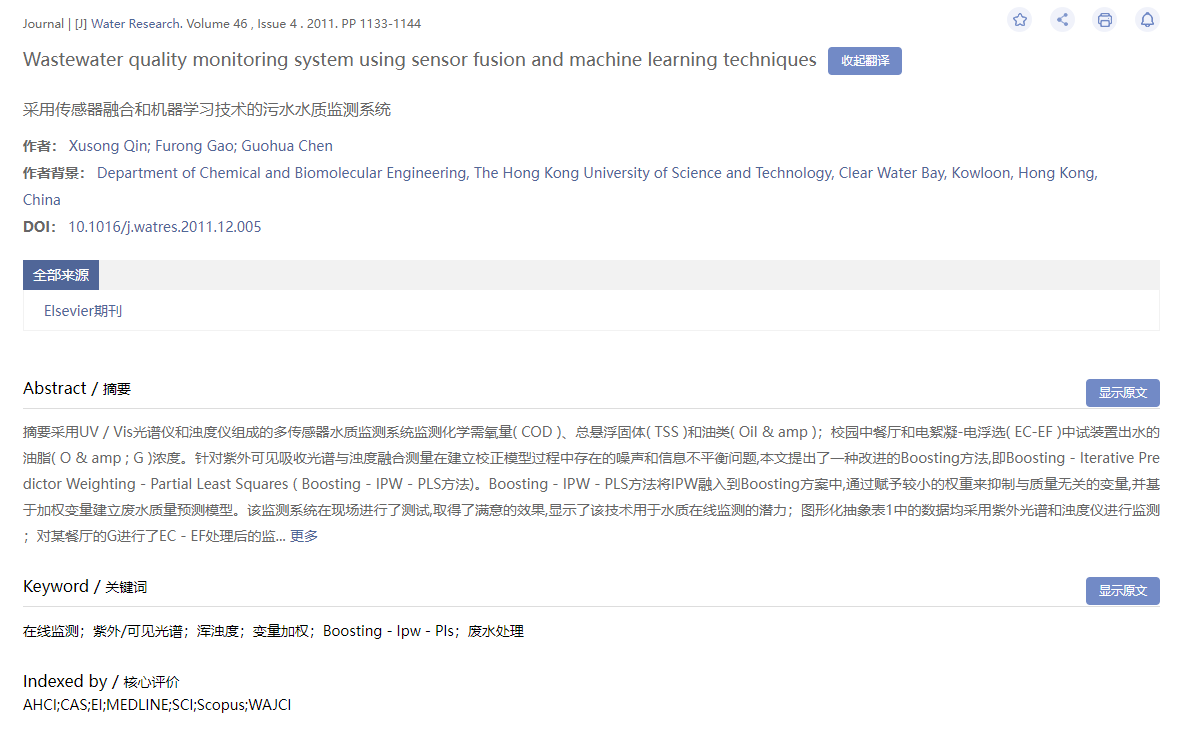 Journal | [J] Water Research. Volume 46 , Issue 4 . 2011. PP 1133-1144
Wastewater quality monitoring system using sensor fusion and machine learning techniques 收起翻译
采用传感器融合和机器学习技术的污水水质监测系统
作者： Xusong Qin; Furong Gao; Guohua Chen
作者背景： Department of Chemical and Biomolecular Engineering, The Hong Kong University of Science and Technology, Clear Water Bay, Kowloon, Hong Kong,
China
DOI： 10.1016/j.watres.2011.12.005
全部来源
Elsevier期刊
Abstract / 摘要
显示原文
摘要采用UV / Vis光谱仪和浊度仪组成的多传感器水质监测系统监测化学需氧量( COD )、总悬浮固体( TSS )和油类( Oil & amp )；校园中餐厅和电絮凝-电浮选( EC-EF )中试装置出水的
油脂( O & amp ; G )浓度。针对紫外可见吸收光谱与浊度融合测量在建立校正模型过程中存在的噪声和信息不平衡问题,本文提出了一种改进的Boosting方法,即Boosting - Iterative Pre
dictor Weighting - Partial Least Squares ( Boosting - IPW - PLS方法)。Boosting - IPW - PLS方法将IPW融入到Boosting方案中,通过赋予较小的权重来抑制与质量无关的变量,并基
于加权变量建立废水质量预测模型。该监测系统在现场进行了测试,取得了满意的效果,显示了该技术用于水质在线监测的潜力；图形化抽象表1中的数据均采用紫外光谱和浊度仪进行监测
；对某餐厅的G进行了EC - EF处理后的监... 更多
Keyword / 关键词
显示原文
在线监测；紫外/可见光谱；浑浊度；变量加权；Boosting - Ipw - Pls；废水处理
Indexed by / 核心评价
AHCI;CAS;EI;MEDLINE;SCI;Scopus;WAJCI